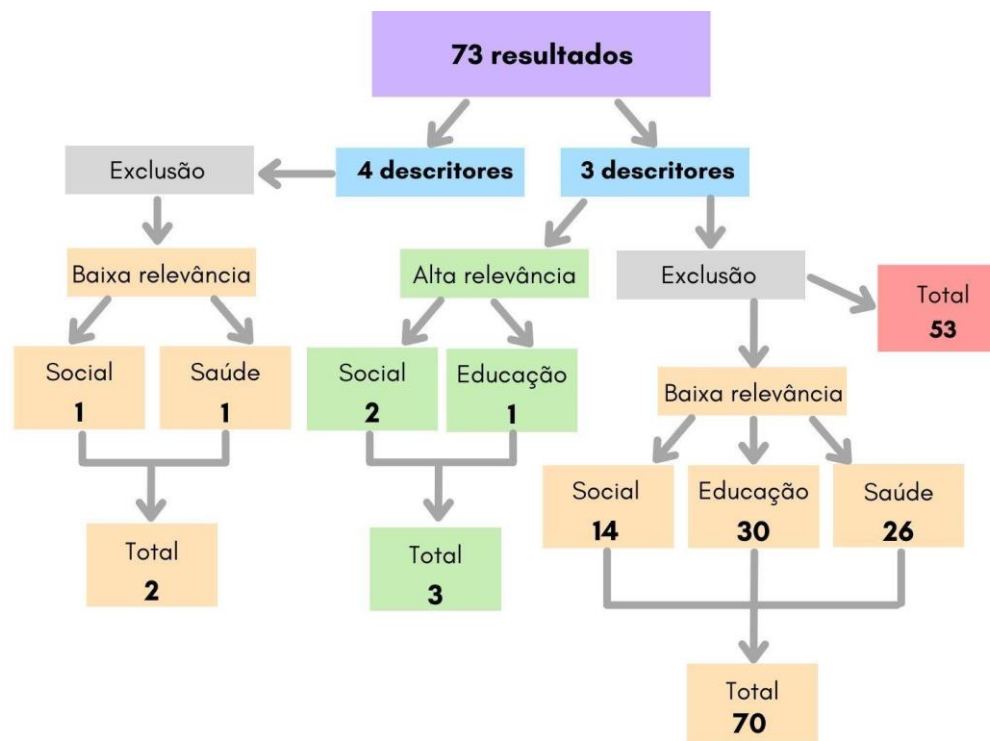 73 resultados
Exclusão
4 descritores
3 descritores
Baixa relevância
Alta relevância
Exclusão
Total
53
Social
1
Saúde
1
Social
2
Educação
1
Baixa relevância
Social
14
Educação
30
Saúde
26
Total
2
Total
3
Total
70